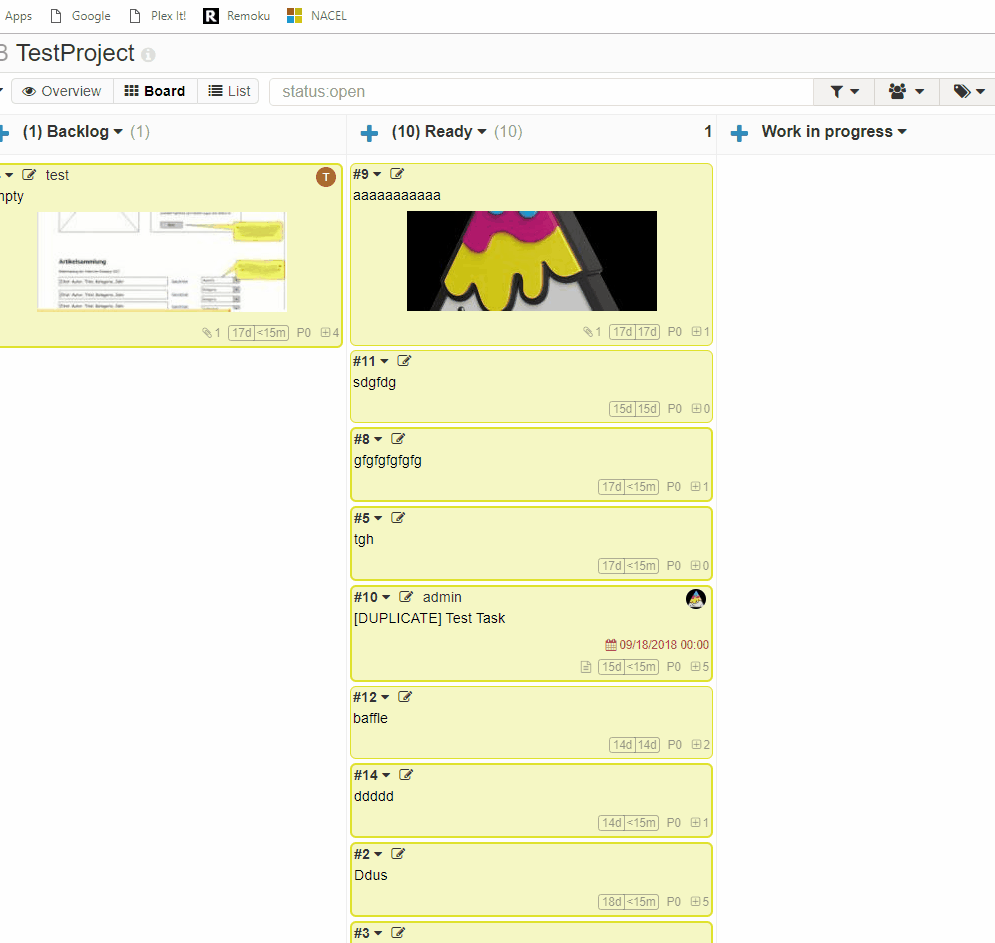 Apps Google Plex It! R Remoku NACEL
TestProject
Overview Board List status:open
(1) Backlog (1)
test
T
Artikelsammlung
1 17d <15m P0 4
(10) Ready (10) 1
#9
aaaaaaaaaaa
1 17d 17d P0 1
#11
sdgfdg
15d 15d P0 0
#8
gfgfgfgfgfg
17d <15m P0 1
#5
tgh
17d <15m P0 0
#10 admin
[DUPLICATE] Test Task
09/18/2018 00:00
15d <15m P0 5
#12
baffle
14d 14d P0 2
#14
ddddd
14d <15m P0 1
#2
Ddus
18d <15m P0 5
#3
Work in progress